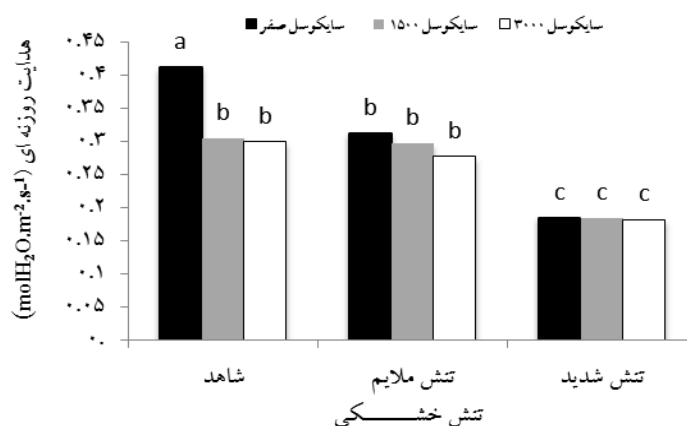 سایکوسل صفر سایکوسل ۱۵۰۰ سایکوسل ۳۰۰۰
هدایت روزنه ای (molH₂O.m⁻².s⁻¹)
۰.۴۵
۰.۴
۰.۳۵
۰.۳
۰.۲۵
۰.۲
۰.۱۵
۰.۱
۰.۰۵
۰.
a b b
b b b
c c c
شاهد تنش ملایم تنش شدید
تنش خشـــــکی